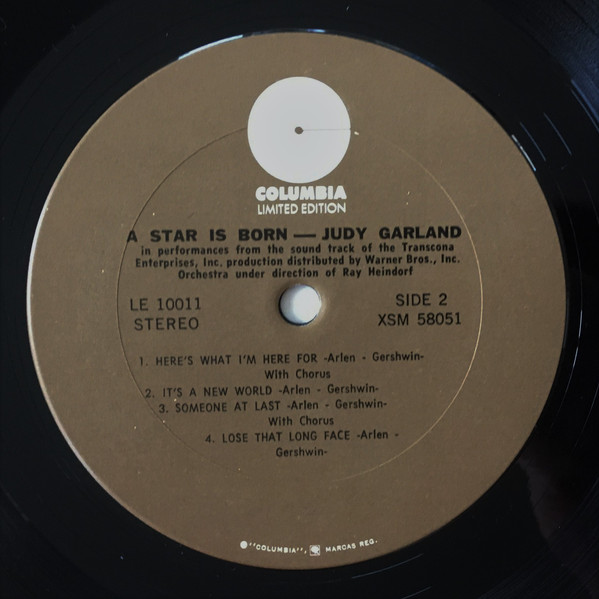 COLUMBIA
LIMITED EDITION
A STAR IS BORN — JUDY GARLAND
in performances from the sound track of the Transcona
Enterprises, Inc. production distributed by Warner Bros., Inc.
Orchestra under direction of Ray Heindorf
LE 10011 SIDE 2
STEREO XSM 58051
1. HERE'S WHAT I'M HERE FOR -Arlen - Gershwin-
With Chorus
2. IT'S A NEW WORLD -Arlen - Gershwin-
3. SOMEONE AT LAST -Arlen - Gershwin-
With Chorus
4. LOSE THAT LONG FACE -Arlen -
Gershwin-
"COLUMBIA", MARCAS REG.